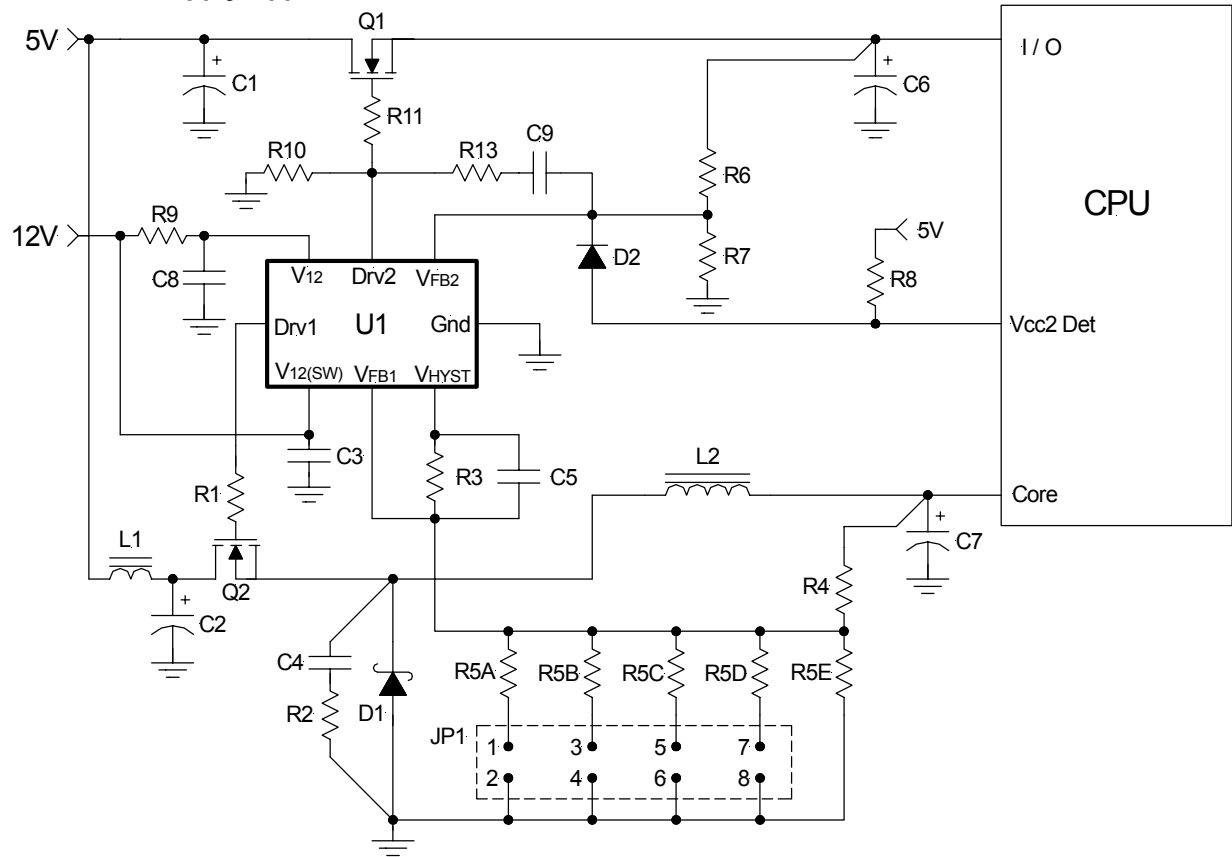 Q1
5V
I / O
C1
C6
R11
C9
R10
R13
R6
CPU
R9
12V
5V
D2
R7
C8
R8
V12 Drv2 VFB2
Drv1 U1 Gnd
Vcc2 Det
V12(SW) VFB1 VHYST
L2
C3
R3
C5
R1
Core
L1
C7
Q2
R4
C2
C4
R5A R5B R5C R5D R5E
R2
D1
JP1
1 3 5 7
2 4 6 8